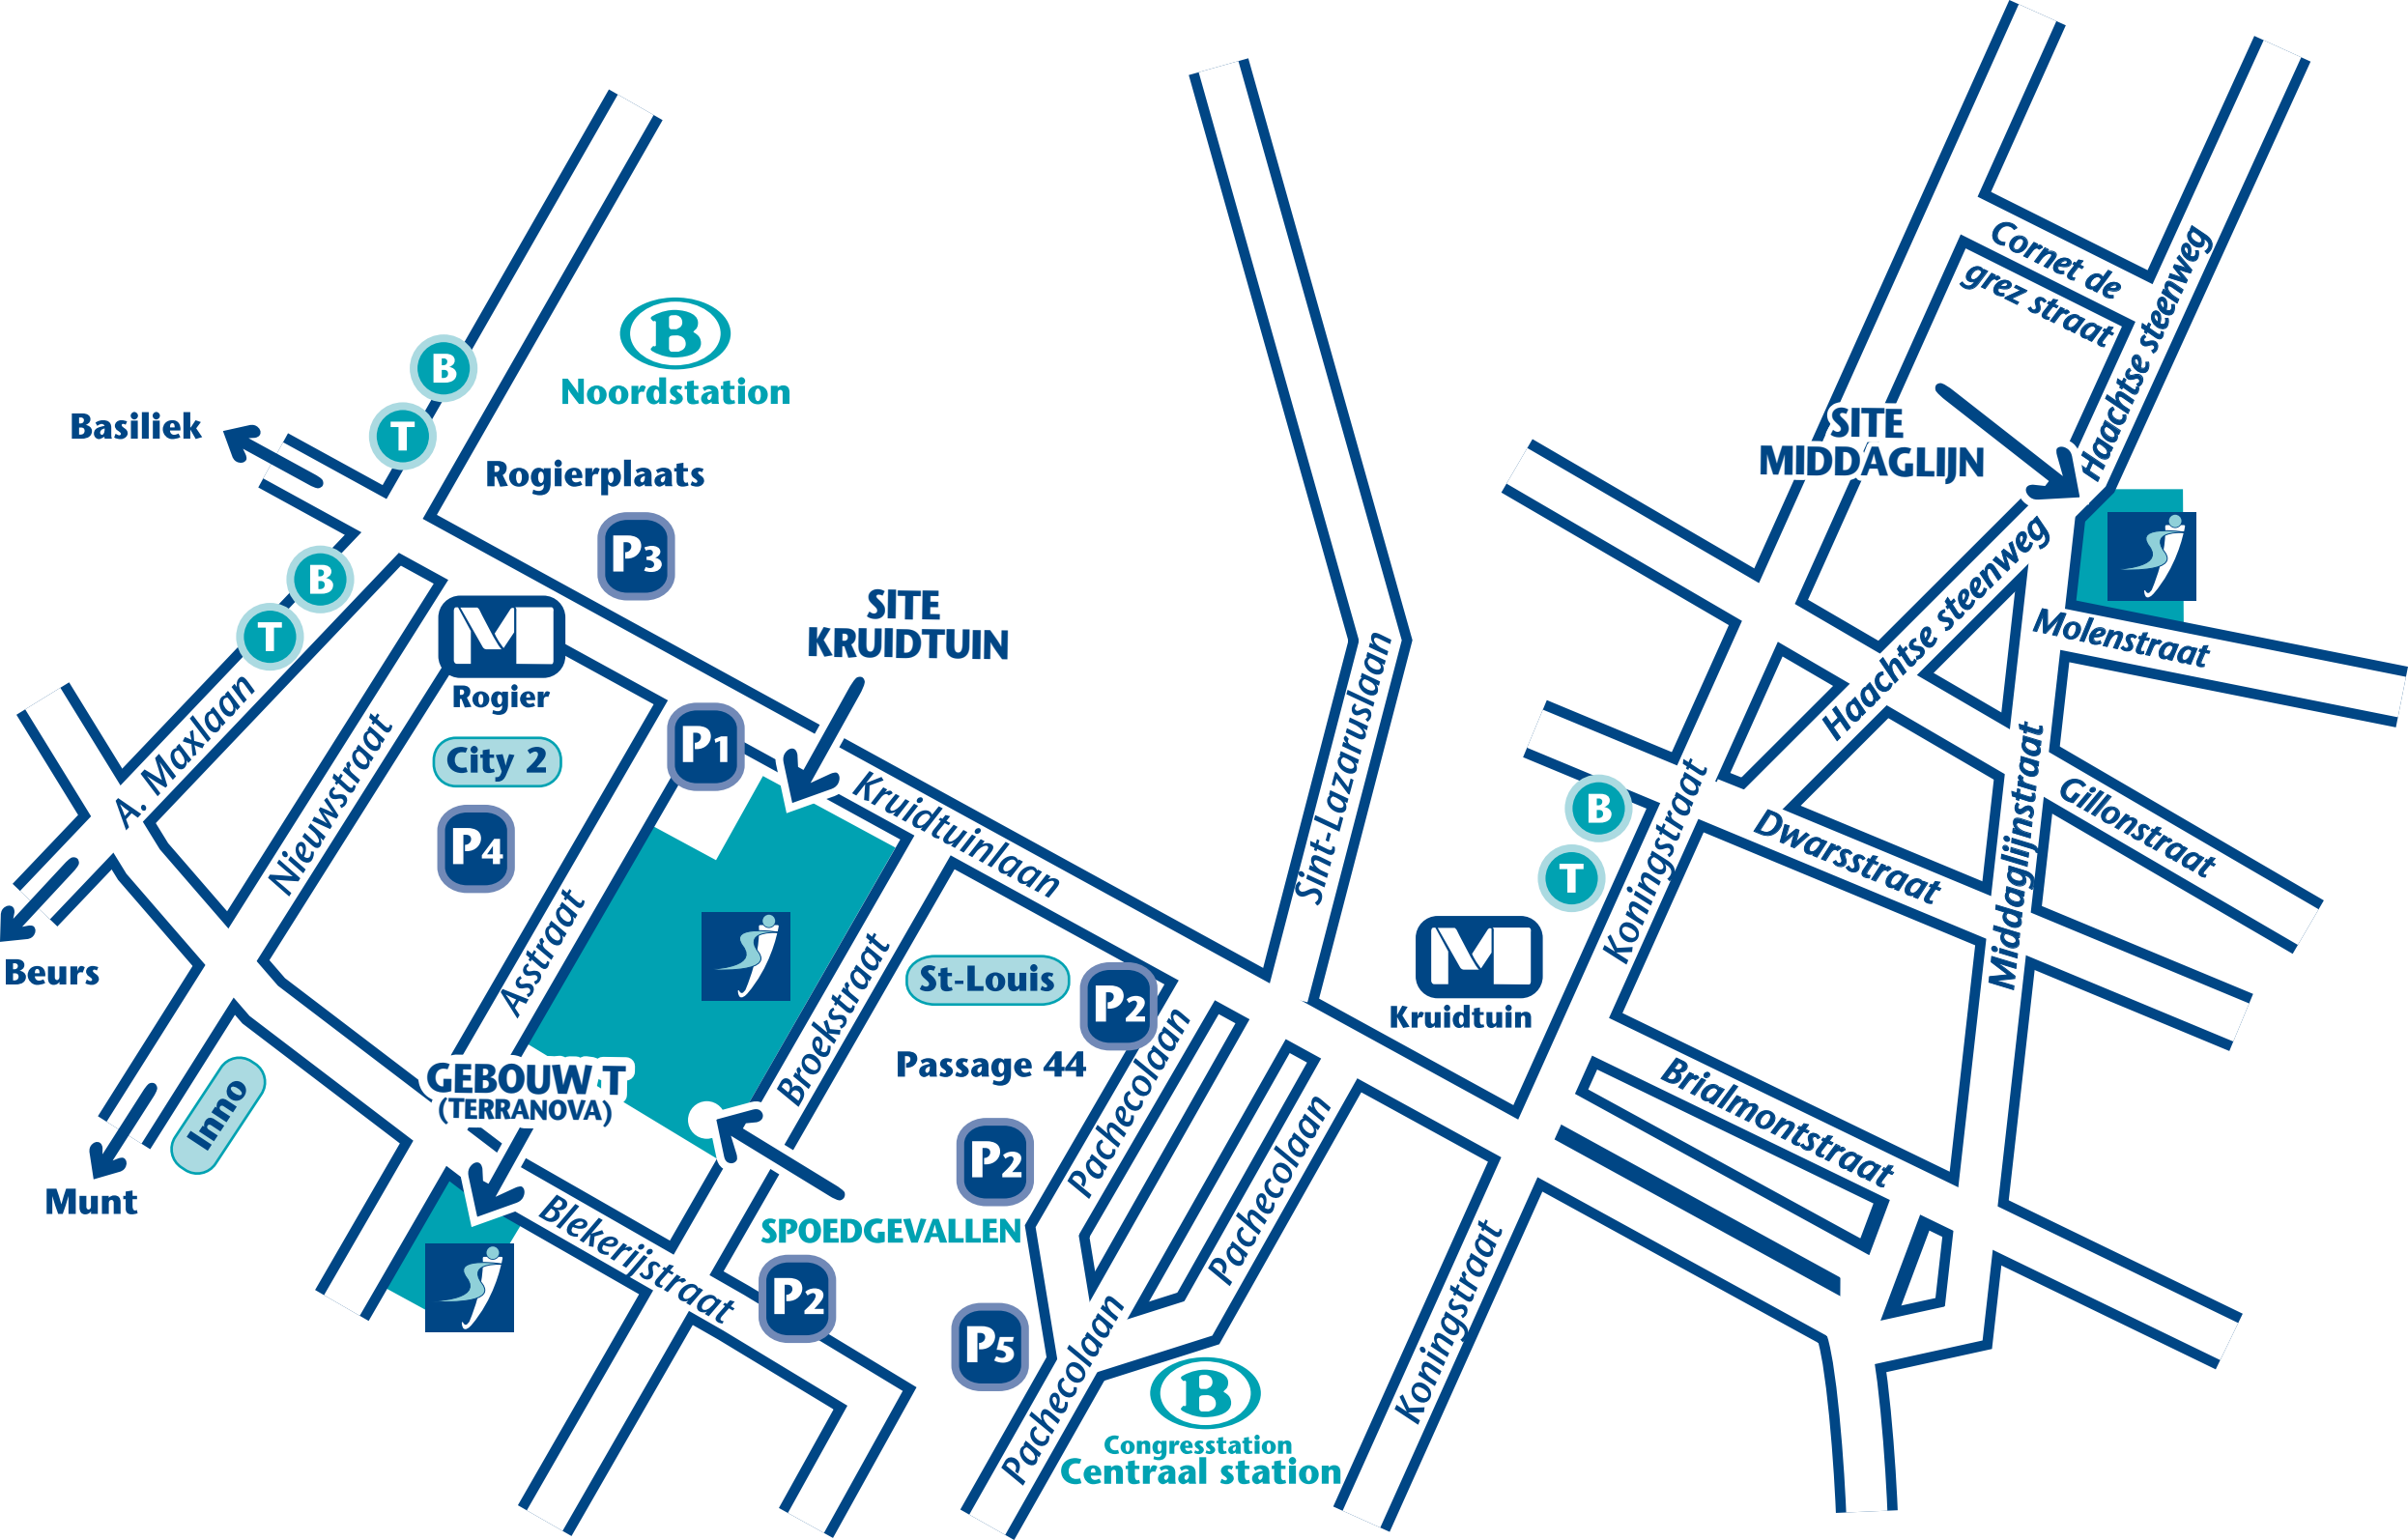 Cornet de
grez straat
Haachtse steenweg
B
Noordstation
B
T
Basiliek
Rogierplaats
SITE
MIDDAGLIJN
P3
B
T
SITE
KRUIDTUIN
Rogier
City 2
P4
P1
A. Maxlaan
Nieuwstraat
Kruidtuinlaan
Sint-Lazaruslaan
Haachtse steenweg
Molenstraat
B
T
Koningstraat
Dwarsstraat
Middaglijnstraat
Gillonstraat
Beurs
Asstraat
Broekstraat
St-Louis
P2
Passage 44
Kruidtuin
Pachecolaan
Inno
GEBOUW T
(TERRANOVA)
Brialmontstraat
Munt
P2
SPOEDGEVALLEN
Pachecolaan
Blekerijstraat
P2
P5
Pachecolaan
Koningstraat
B
Congresstation
Centraal station